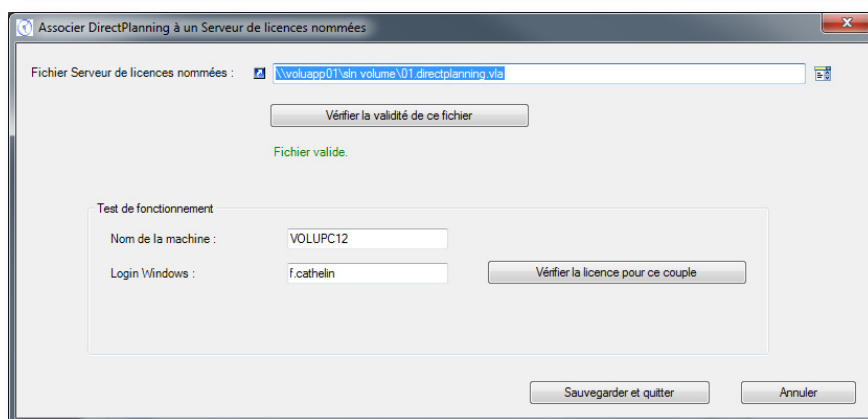 Associer DirectPlanning à un Serveur de licences nommées
Fichier Serveur de licences nommées : \\voluapp01\sln volume\01.directplanning.vla
Vérifier la validité de ce fichier
Fichier valide.
Test de fonctionnement
Nom de la machine : VOLUPC12
Login Windows : f.cathelin Vérifier la licence pour ce couple
Sauvegarder et quitter Annuler